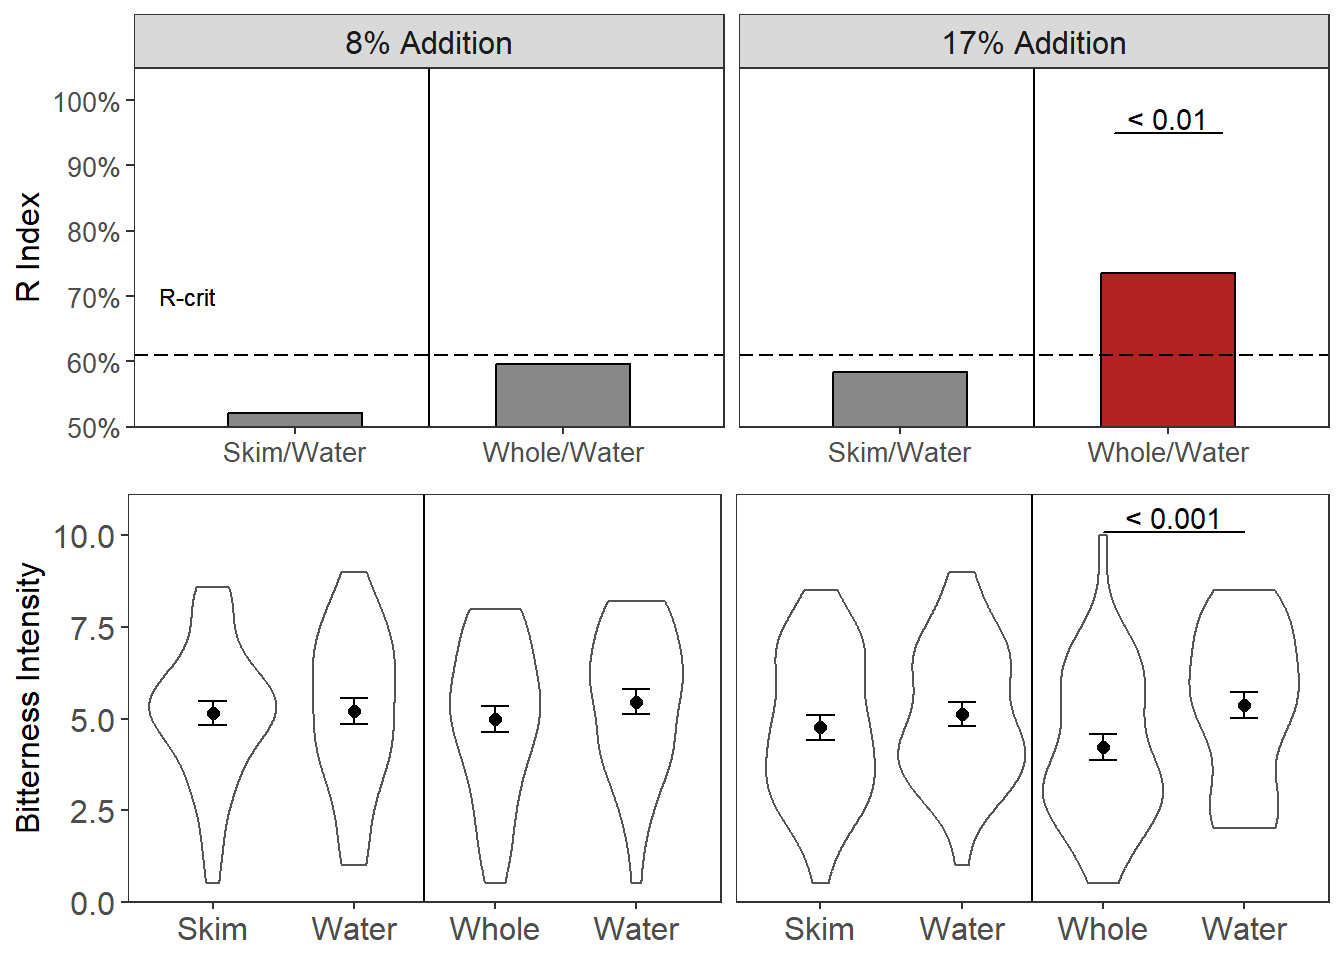 8% Addition
17% Addition
R Index
100%
90%
80%
70%
60%
50%
R-crit
< 0.01
Skim/Water
Whole/Water
Skim/Water
Whole/Water
Bitterness Intensity
10.0
7.5
5.0
2.5
0.0
< 0.001
Skim
Water
Whole
Water
Skim
Water
Whole
Water